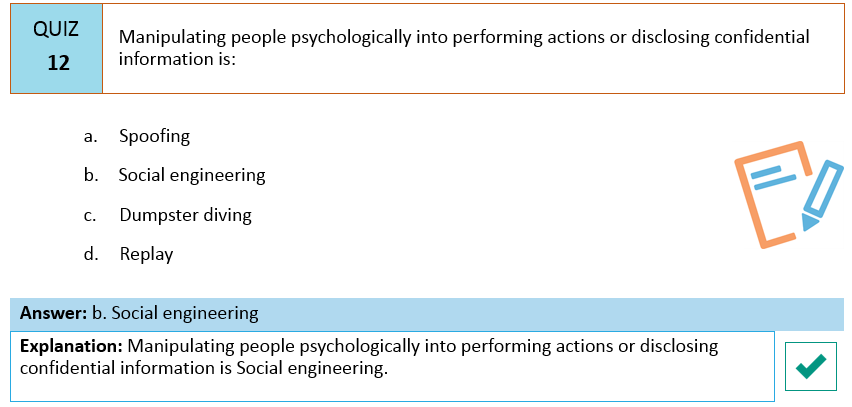 QUIZ
12
Manipulating people psychologically into performing actions or disclosing confidential
information is:
a. Spoofing
b. Social engineering
c. Dumpster diving
d. Replay
Answer: b. Social engineering
Explanation: Manipulating people psychologically into performing actions or disclosing
confidential information is Social engineering.